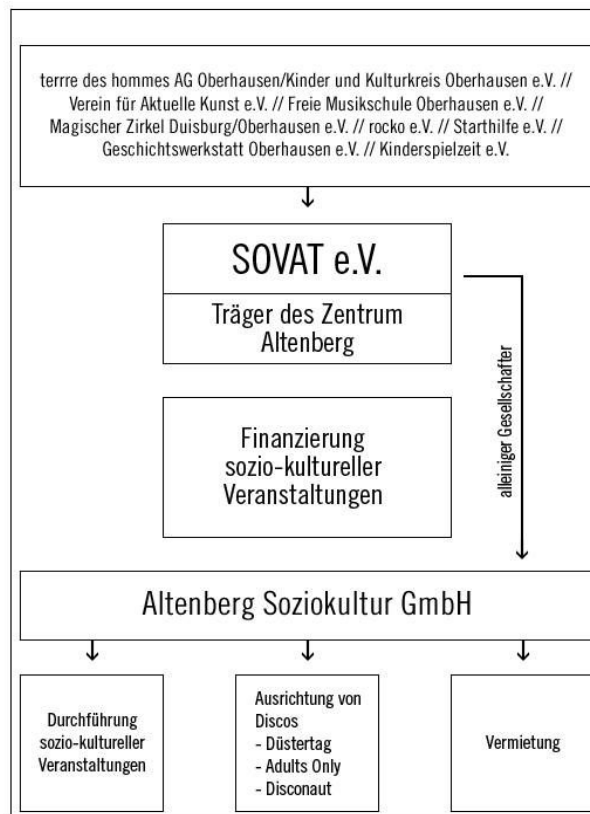 terrre des hommes AG Oberhausen/Kinder und Kulturkreis Oberhausen e.V. //
Verein für Aktuelle Kunst e.V. // Freie Musikschule Oberhausen e.V. //
Magischer Zirkel Duisburg/Oberhausen e.V. // rocko e.V. // Starthilfe e.V. //
Geschichtswerkstatt Oberhausen e.V. // Kinderspielzeit e.V.
SOVAT e.V.
Träger des Zentrum
Altenberg
alleiniger Gesellschafter
Finanzierung
sozio-kultureller
Veranstaltungen
Altenberg Soziokultur GmbH
Durchführung
sozio-kultureller
Veranstaltungen
Ausrichtung von
Discos
- Düstertag
- Adults Only
- Disconaut
Vermietung